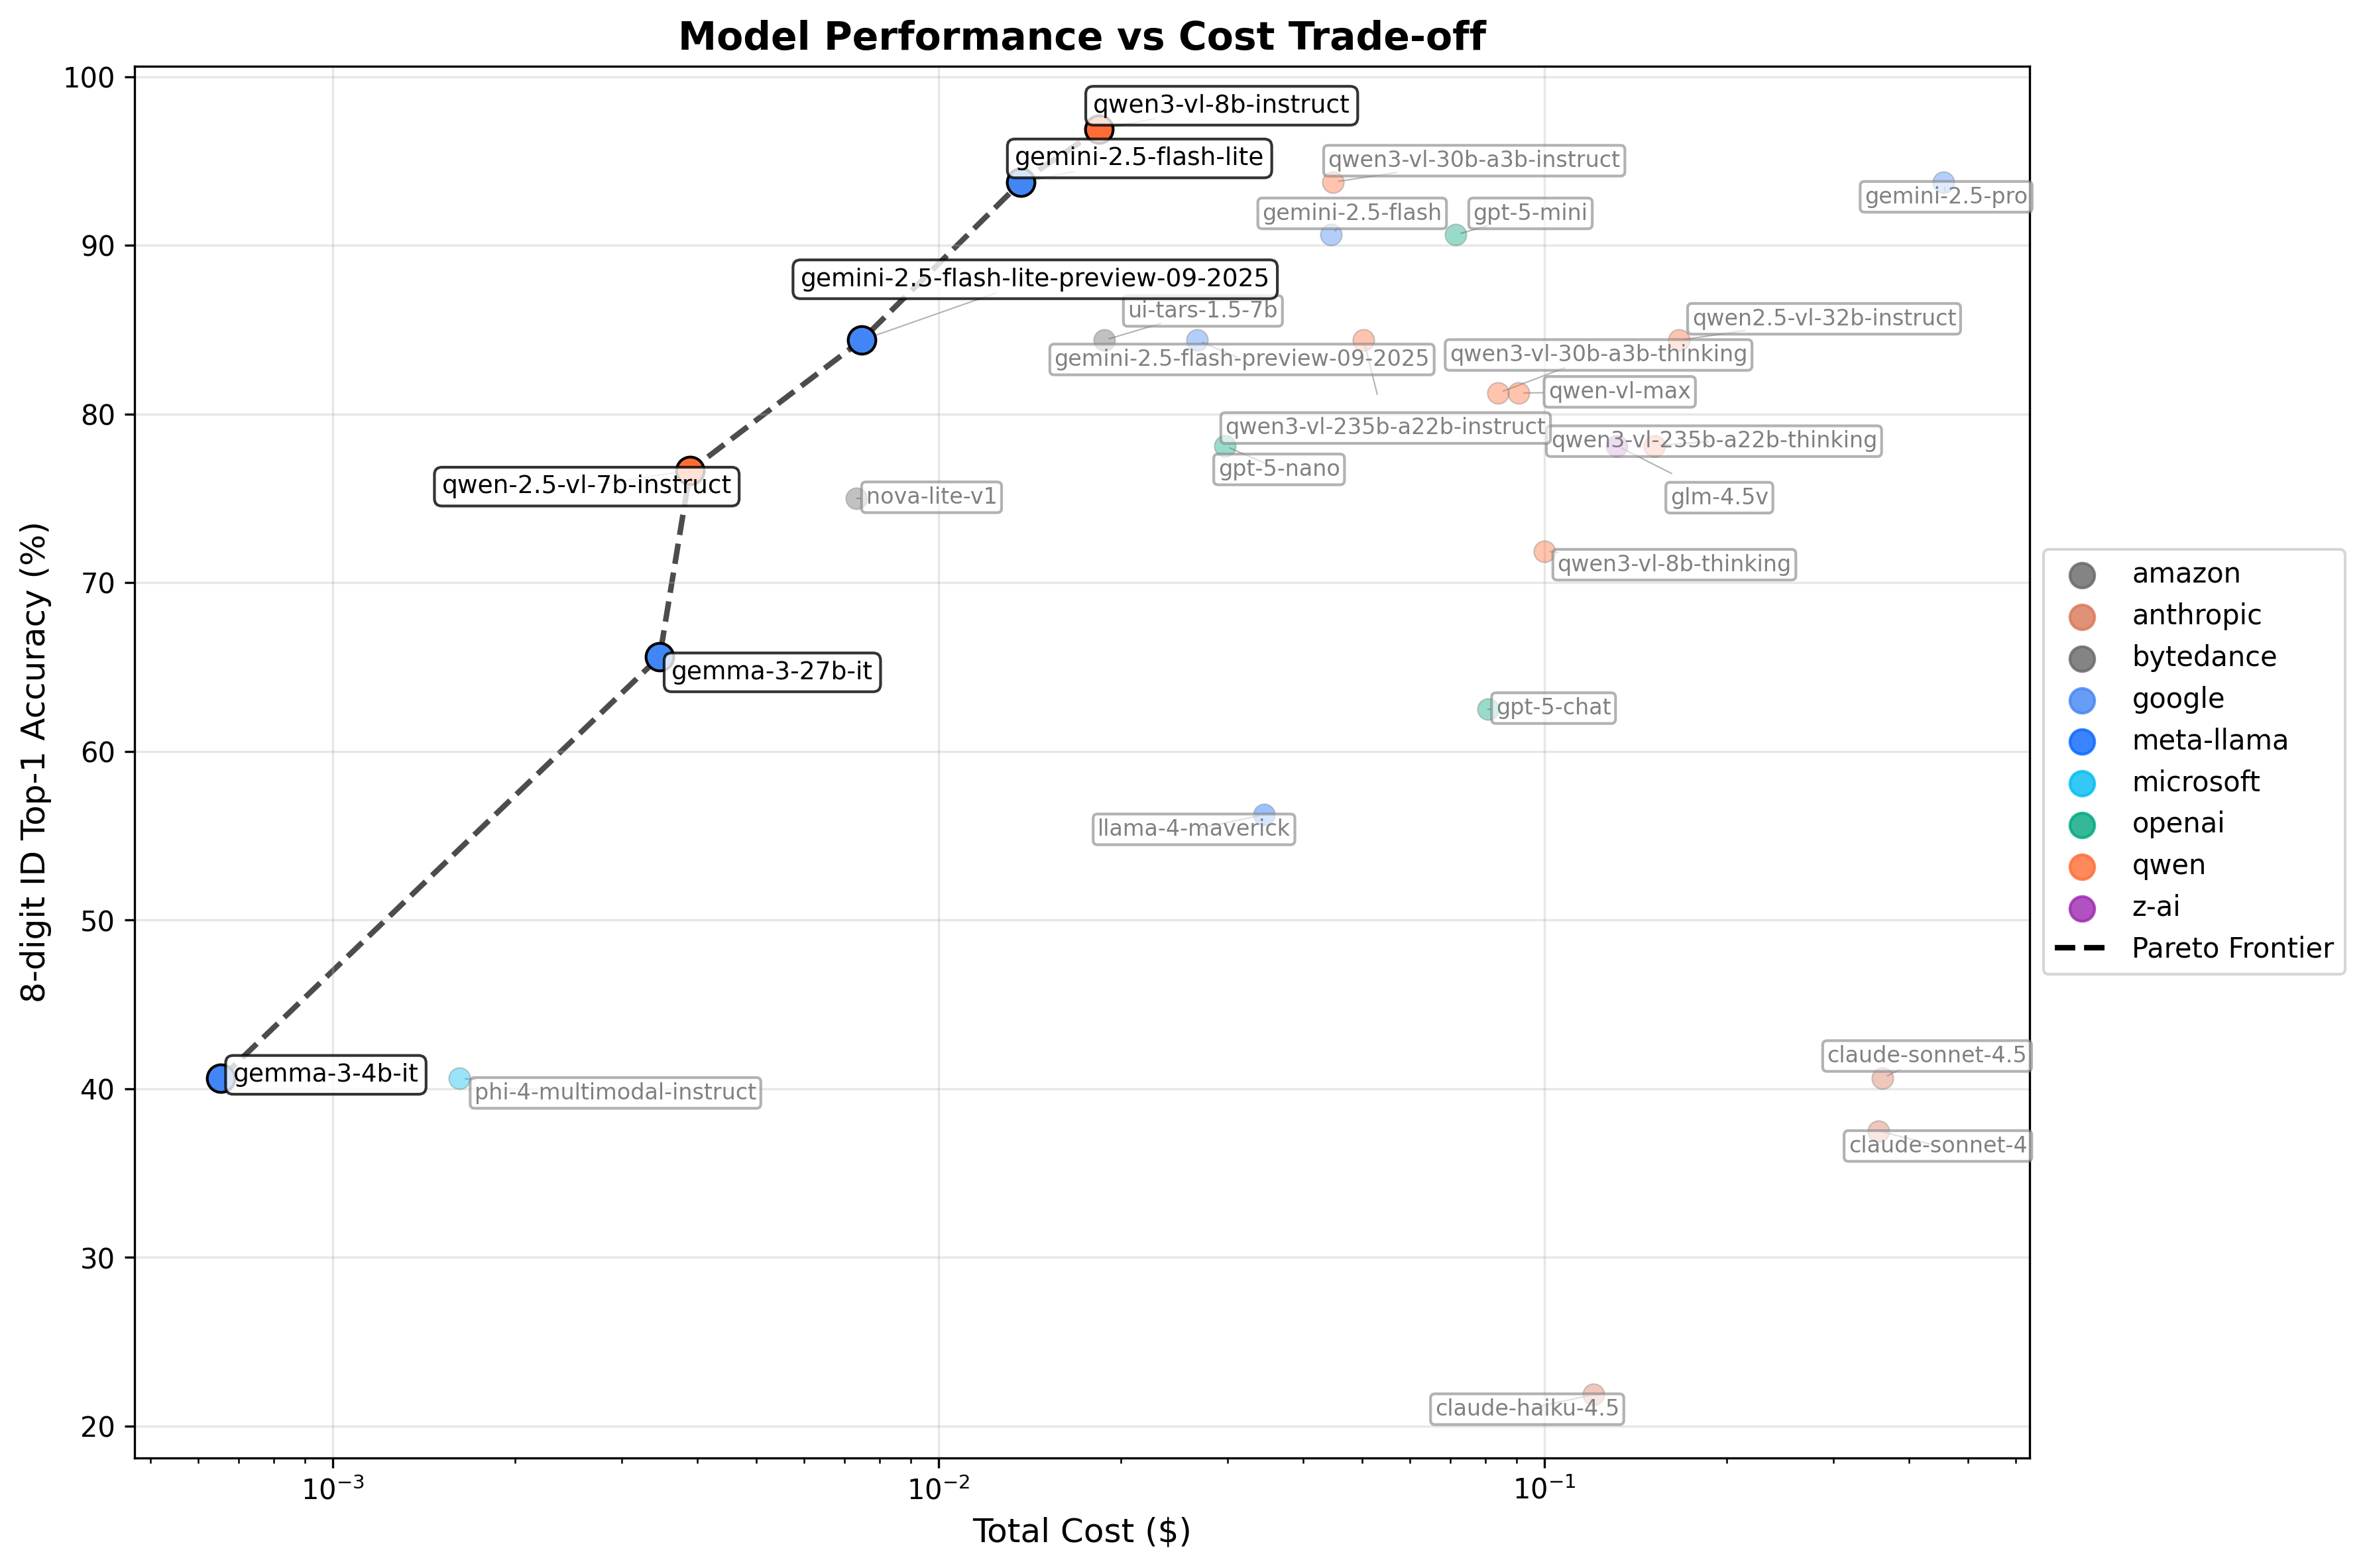 Model Performance vs Cost Trade-off
8-digit ID Top-1 Accuracy (%)
100
90
80
70
60
50
40
30
20
qwen3-vl-8b-instruct
gemini-2.5-flash-lite
qwen3-vl-30b-a3b-instruct
gemini-2.5-pro
gemini-2.5-flash
gpt-5-mini
gemini-2.5-flash-lite-preview-09-2025
ui-tars-1.5-7b
qwen2.5-vl-32b-instruct
gemini-2.5-flash-preview-09-2025
qwen3-vl-30b-a3b-thinking
qwen-vl-max
qwen3-vl-235b-a22b-instruct
qwen3-vl-235b-a22b-thinking
gpt-5-nano
qwen-2.5-vl-7b-instruct
nova-lite-v1
glm-4.5v
qwen3-vl-8b-thinking
gemma-3-27b-it
gpt-5-chat
llama-4-maverick
gemma-3-4b-it
phi-4-multimodal-instruct
claude-sonnet-4.5
claude-sonnet-4
claude-haiku-4.5
10⁻³
10⁻²
10⁻¹
Total Cost ($)
amazon
anthropic
bytedance
google
meta-llama
microsoft
openai
qwen
z-ai
Pareto Frontier